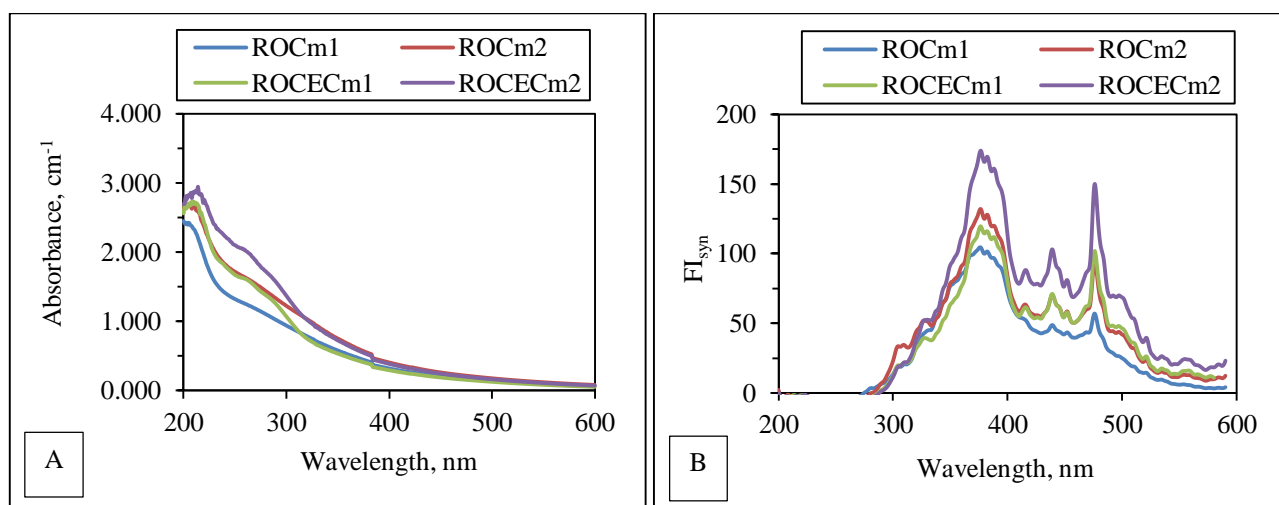 ROCm1 ROCm2
ROCECm1 ROCECm2
4.000
3.000
2.000
1.000
0.000
Absorbance, cm-1
200 300 400 500 600
Wavelength, nm
A
ROCm1 ROCm2
ROCECm1 ROCECm2
200
150
100
50
0
FIsyn
200 300 400 500 600
Wavelength, nm
B